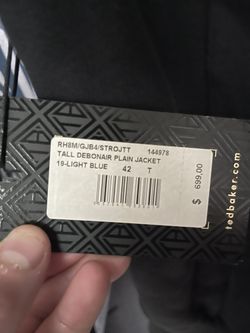 RH8M/GJB4/STROJTT 144978
TALL DEBONAIR PLAIN JACKET
19-LIGHT BLUE 42 T
$ 699,00
tedbaker.com